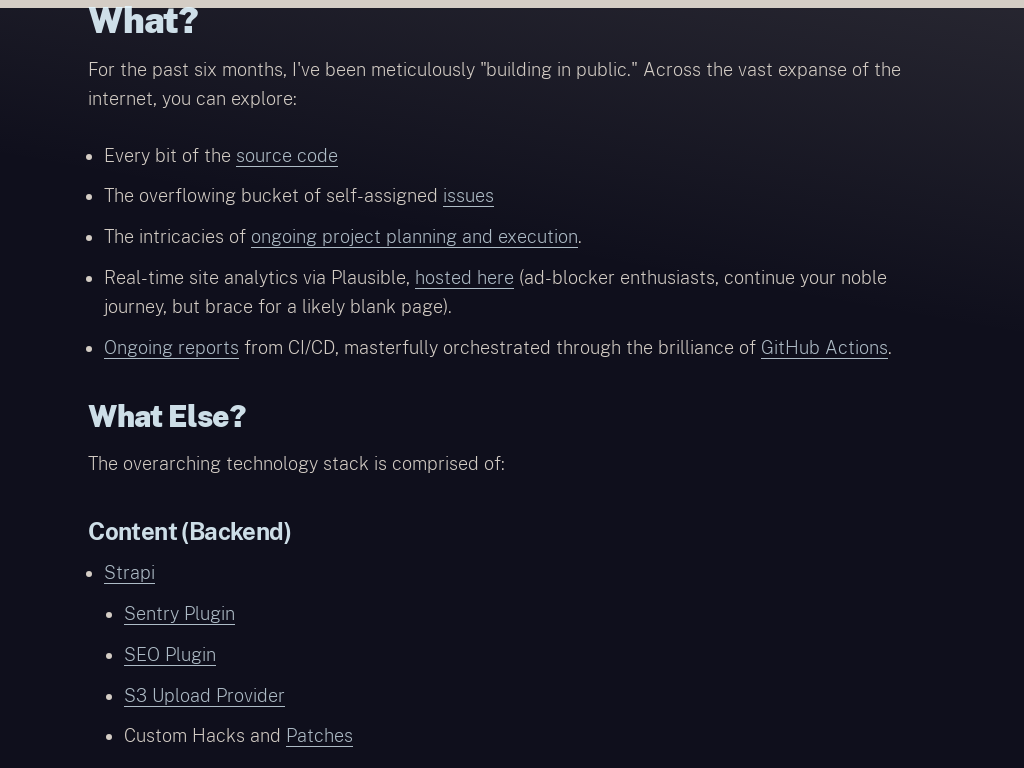 What?
For the past six months, I've been meticulously "building in public." Across the vast expanse of the
internet, you can explore:
Every bit of the source code
The overflowing bucket of self-assigned issues
The intricacies of ongoing project planning and execution.
Real-time site analytics via Plausible, hosted here (ad-blocker enthusiasts, continue your noble
journey, but brace for a likely blank page).
Ongoing reports from CI/CD, masterfully orchestrated through the brilliance of GitHub Actions.
What Else?
The overarching technology stack is comprised of:
Content (Backend)
Strapi
Sentry Plugin
SEO Plugin
S3 Upload Provider
Custom Hacks and Patches